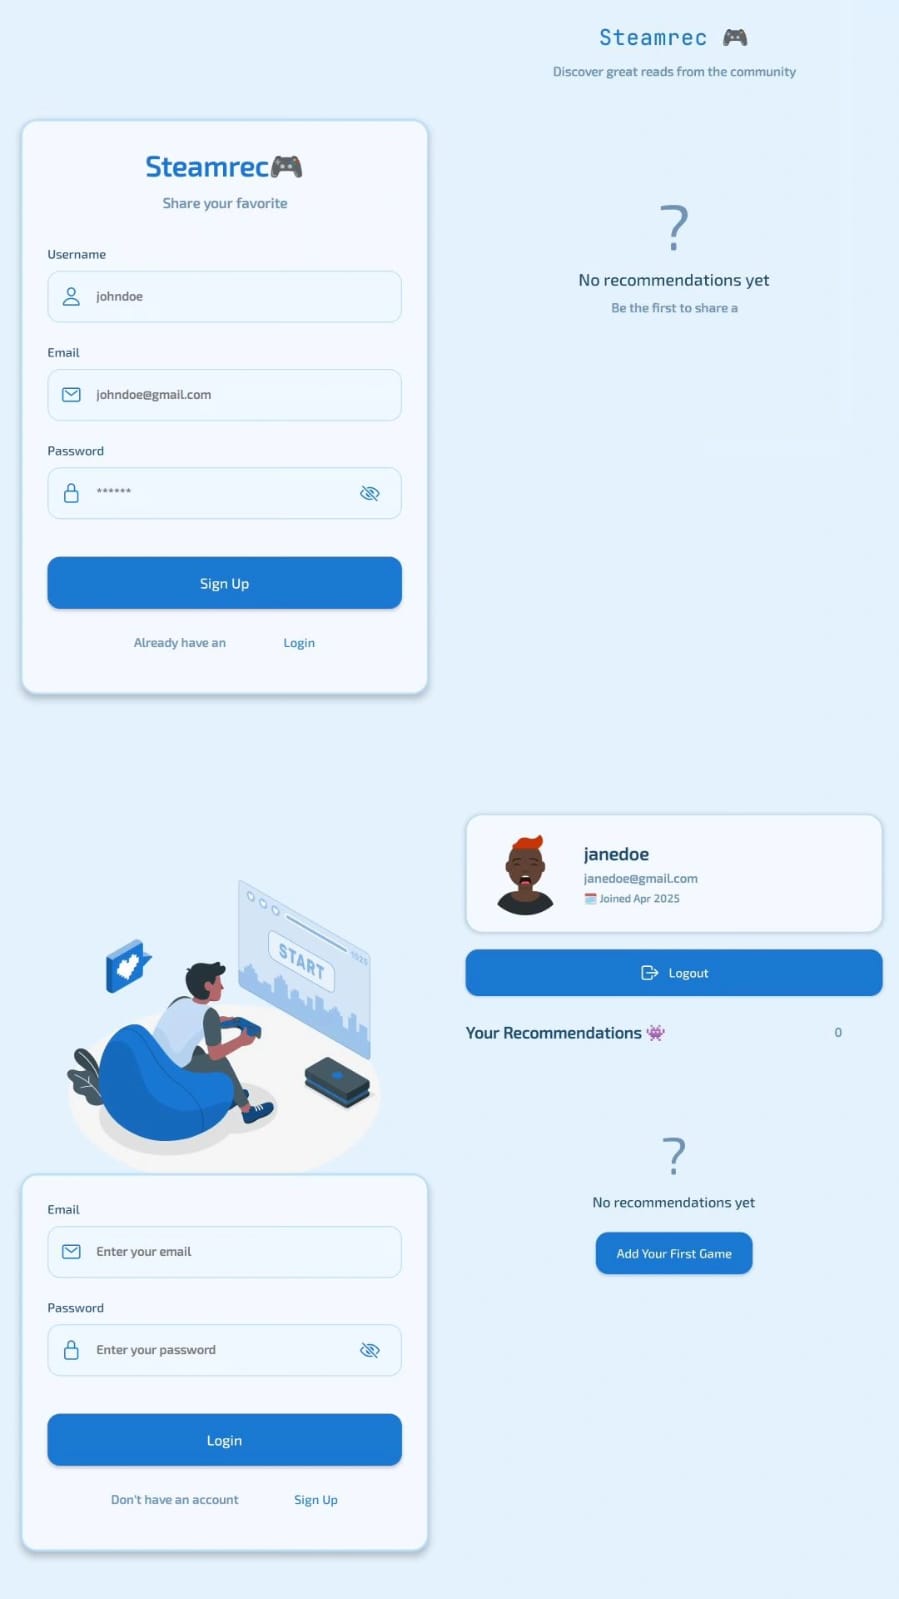 Steamrec 🎮
Discover great reads from the community
?
No recommendations yet
Be the first to share a
Steamrec🎮
Share your favorite
Username
johndoe
Email
johndoe@gmail.com
Password
******
Sign Up
Already have an Login
START
1026
Email
Enter your email
Password
Enter your password
Login
Don't have an account Sign Up
janedoe
janedoe@gmail.com
🗓️ Joined Apr 2025
Logout
Your Recommendations 👾 0
?
No recommendations yet
Add Your First Game